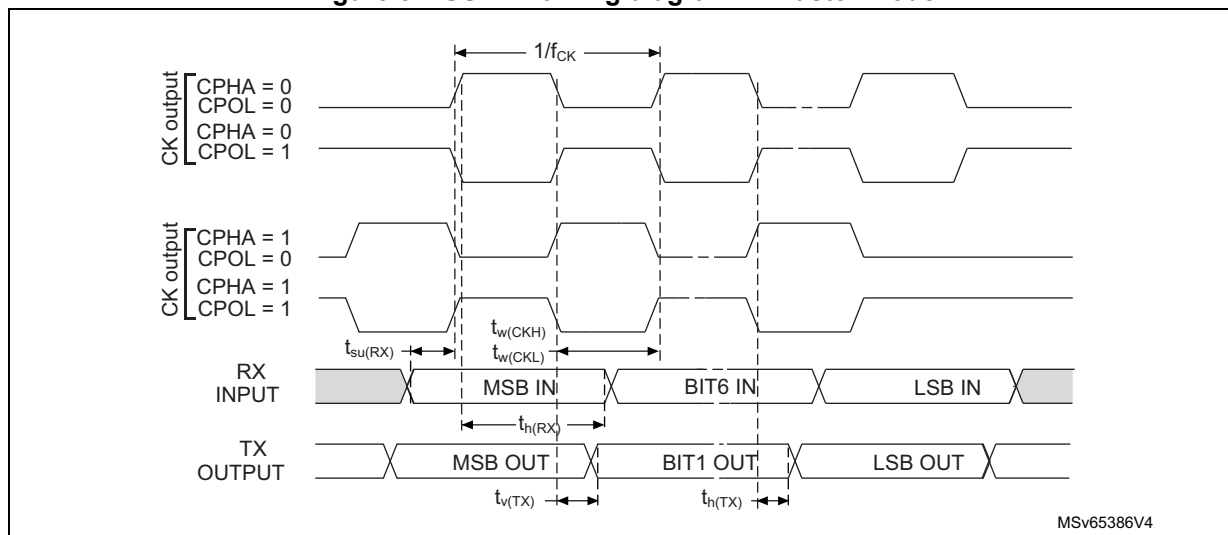 1/fCK
CK output
CPHA = 0
CPOL = 0
CPHA = 0
CPOL = 1
CK output
CPHA = 1
CPOL = 0
CPHA = 1
CPOL = 1
tw(CKH)
tsu(RX)
tw(CKL)
RX
INPUT
MSB IN
BIT6 IN
LSB IN
th(RX)
TX
OUTPUT
MSB OUT
BIT1 OUT
LSB OUT
tv(TX)
th(TX)
MSv65386V4